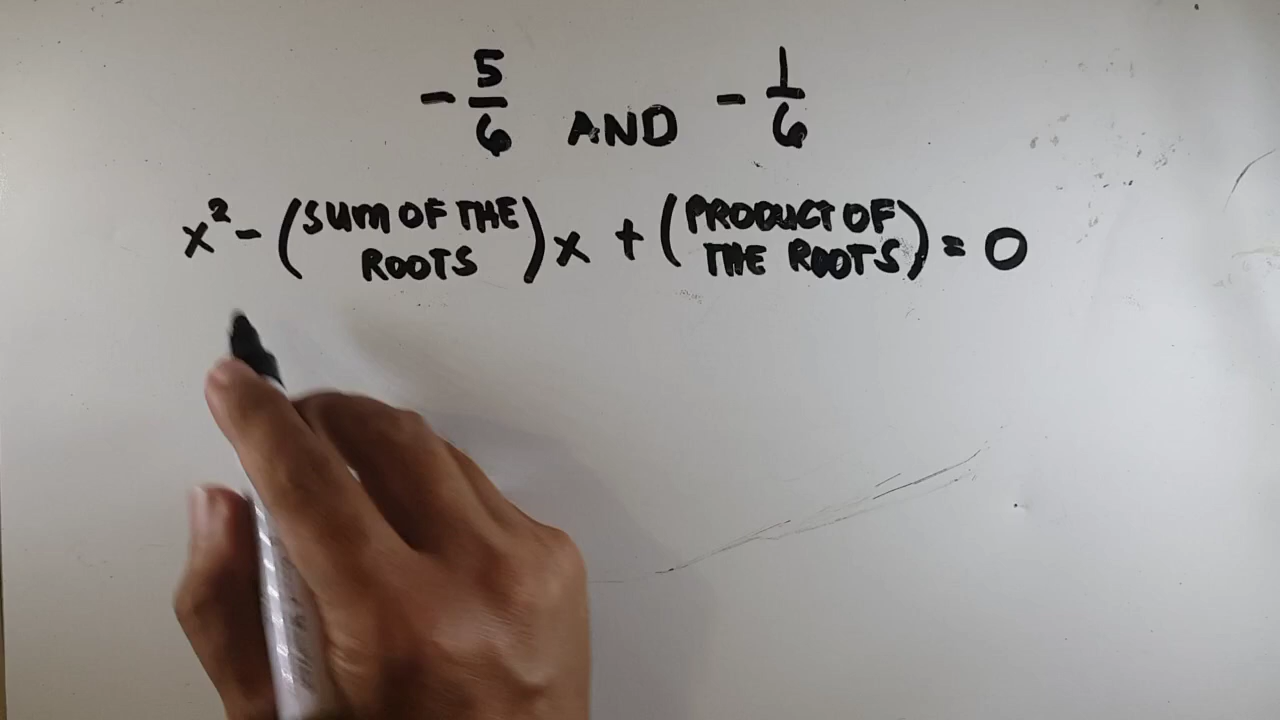 -5/6 AND -1/6
x² - (SUM OF THE ROOTS)x + (PRODUCT OF THE ROOTS) = 0